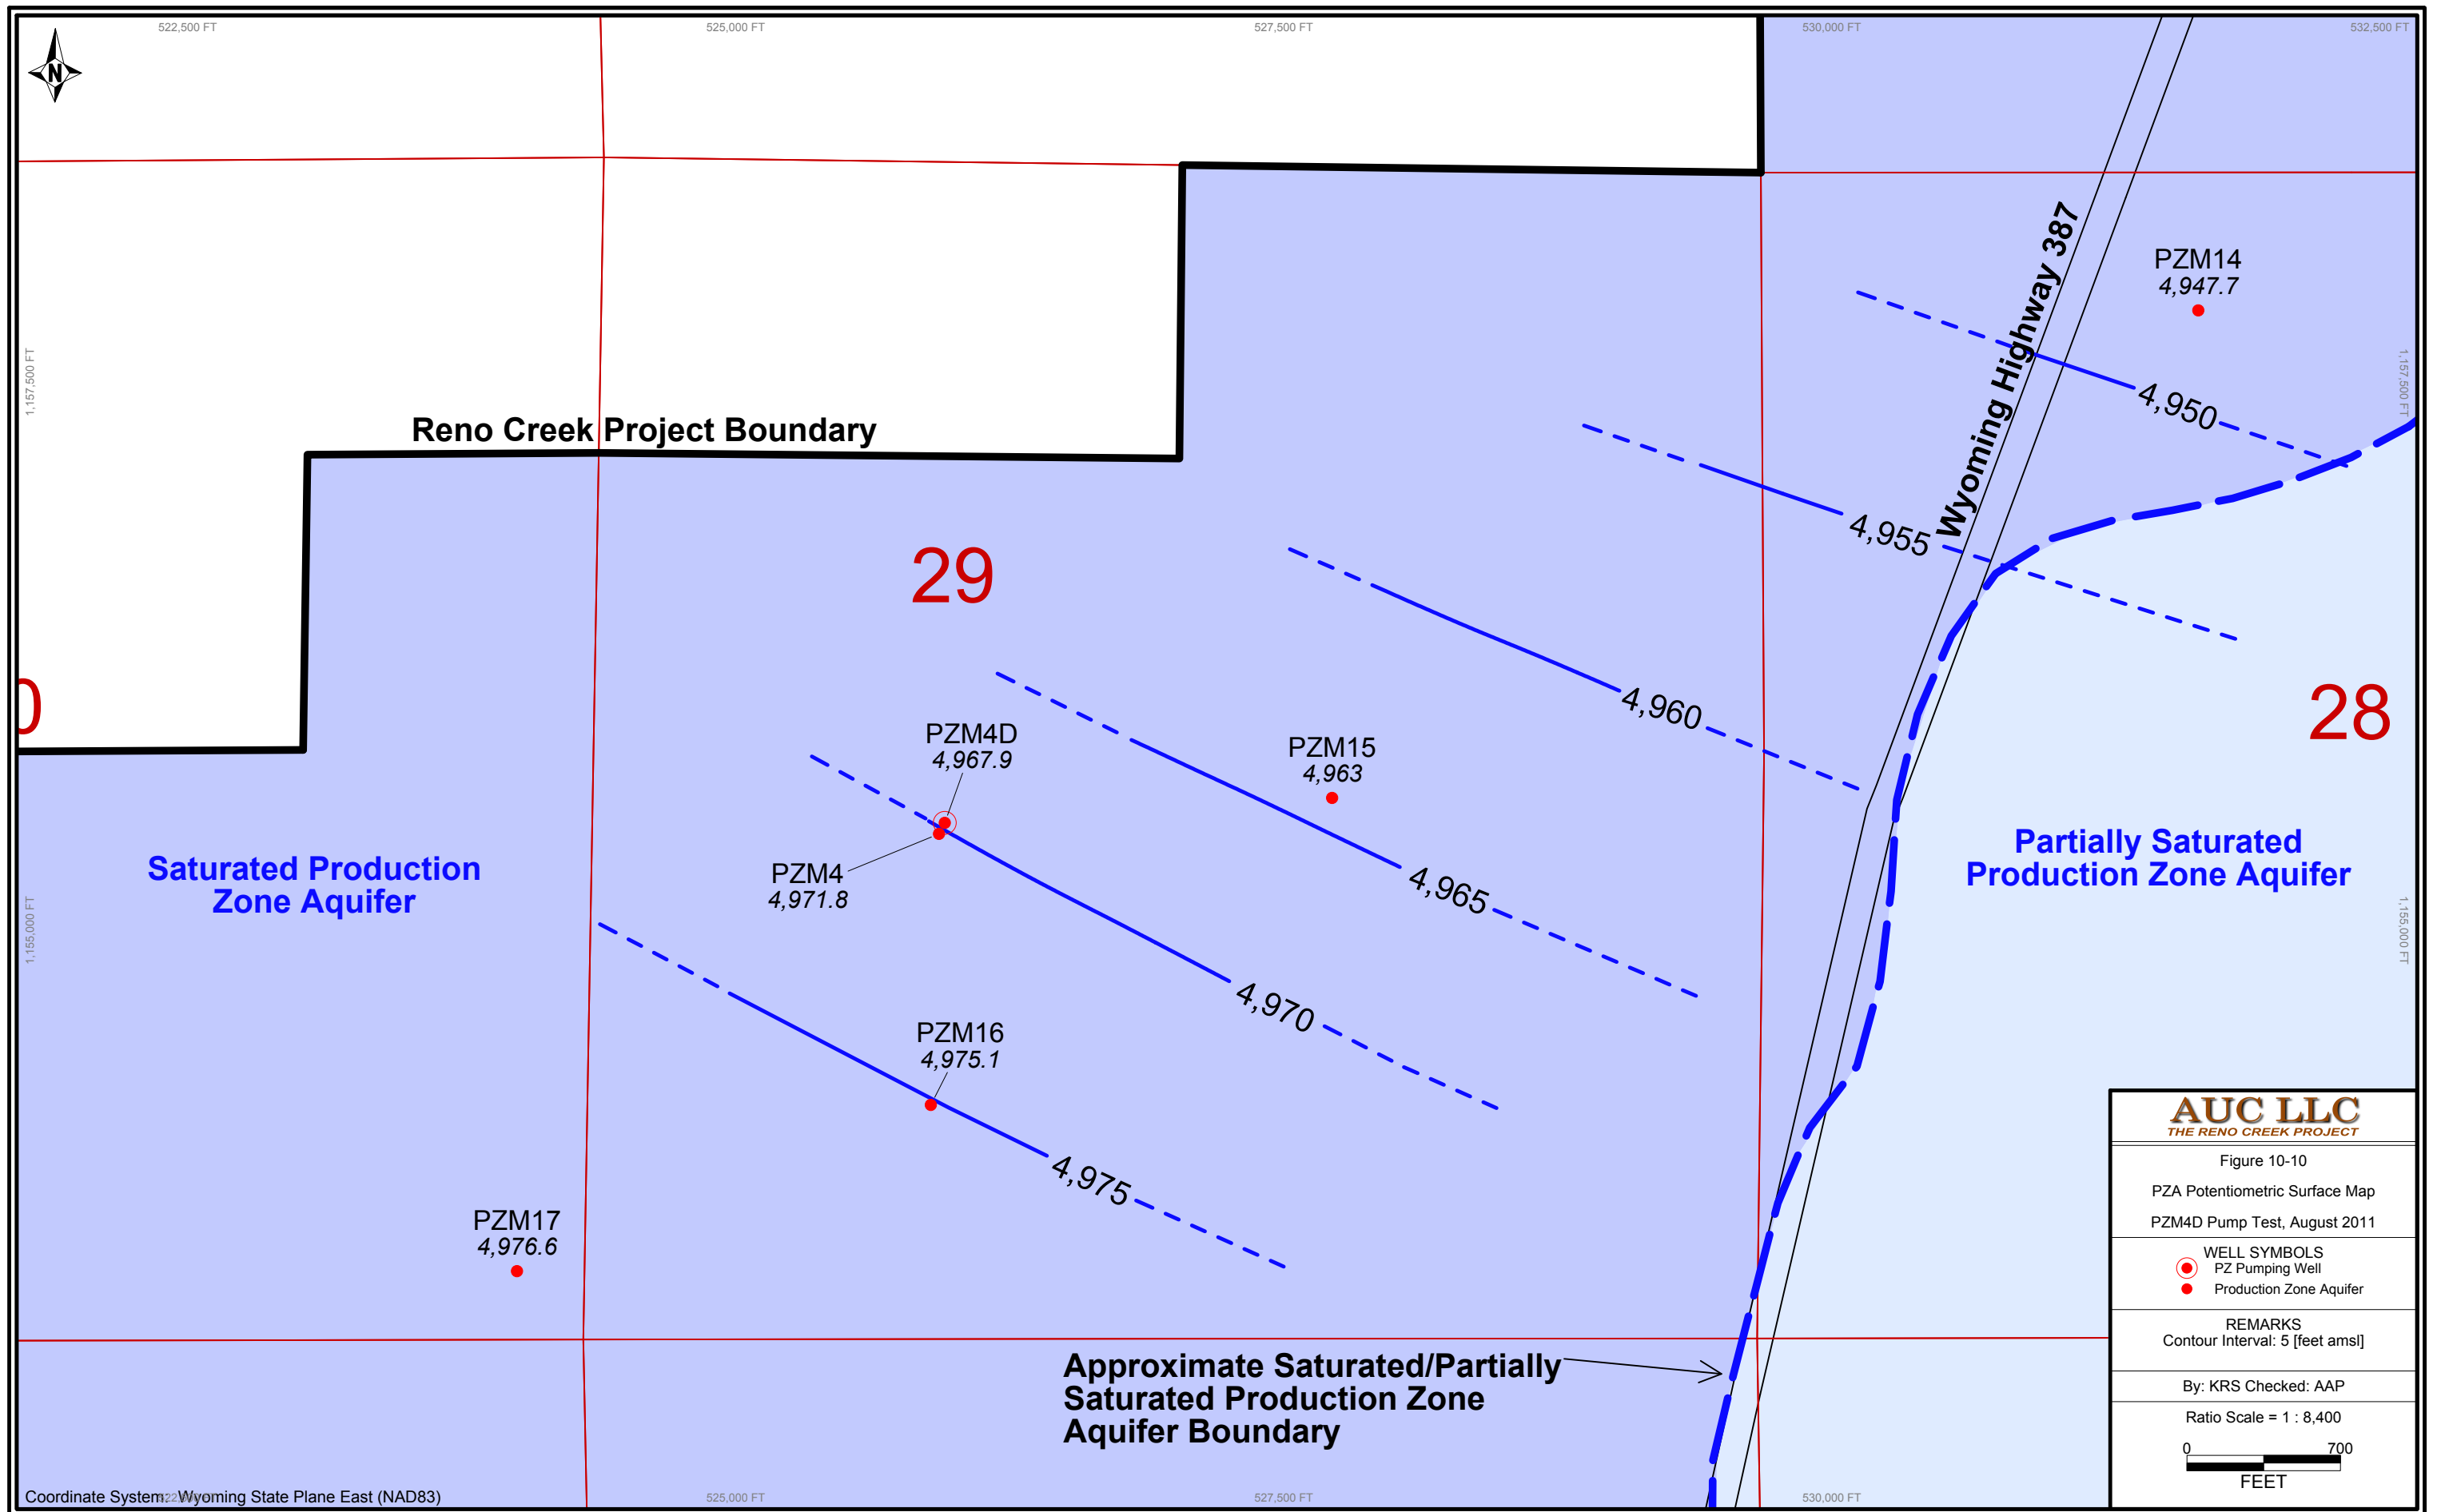 522,500 FT
525,000 FT
527,500 FT
530,000 FT
532,500 FT
N
PZM14
4,947.7
Wyoming Highway 387
1,157,500 FT
1,157,500 FT
4,950
Reno Creek Project Boundary
4,955
29
0
28
4,960
PZM4D
4,967.9
PZM15
4,963
Saturated Production
Zone Aquifer
PZM4
4,971.8
4,965
Partially Saturated
Production Zone Aquifer
1,155,000 FT
1,155,000 FT
4,970
PZM16
4,975.1
4,975
PZM17
4,976.6
Approximate Saturated/Partially
Saturated Production Zone
Aquifer Boundary
AUC LLC
THE RENO CREEK PROJECT
Figure 10-10
PZA Potentiometric Surface Map
PZM4D Pump Test, August 2011
WELL SYMBOLS
PZ Pumping Well
Production Zone Aquifer
REMARKS
Contour Interval: 5 [feet amsl]
By: KRS Checked: AAP
Ratio Scale = 1 : 8,400
0 700
FEET
Coordinate System: Wyoming State Plane East (NAD83)
525,000 FT
527,500 FT
530,000 FT